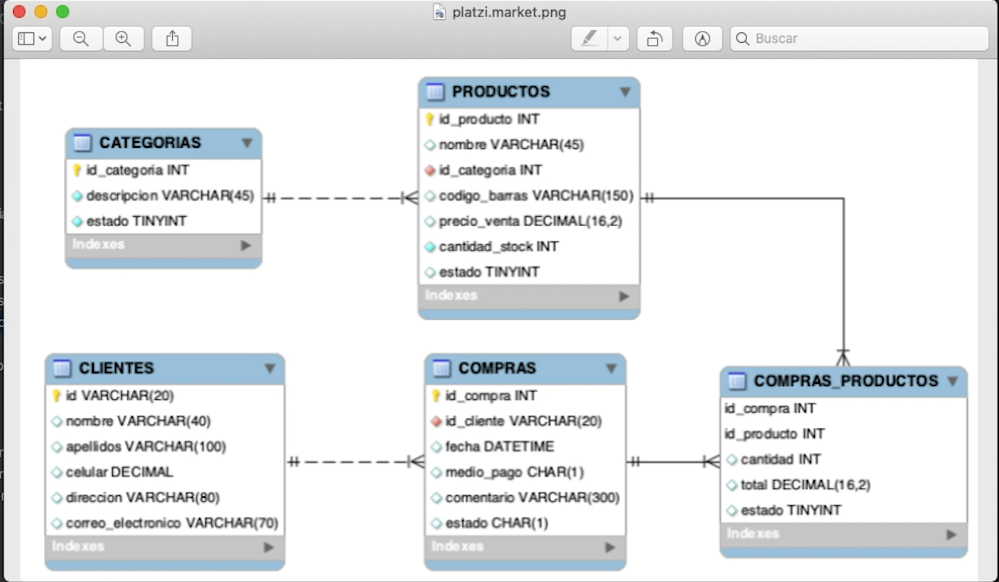 platzi.market.png
Buscar
CATEGORIAS
id_categoria INT
descripcion VARCHAR(45)
estado TINYINT
Indexes
PRODUCTOS
id_producto INT
nombre VARCHAR(45)
id_categoria INT
codigo_barras VARCHAR(150)
precio_venta DECIMAL(16,2)
cantidad_stock INT
estado TINYINT
Indexes
CLIENTES
id VARCHAR(20)
nombre VARCHAR(40)
apellidos VARCHAR(100)
celular DECIMAL
direccion VARCHAR(80)
correo_electronico VARCHAR(70)
Indexes
COMPRAS
id_compra INT
id_cliente VARCHAR(20)
fecha DATETIME
medio_pago CHAR(1)
comentario VARCHAR(300)
estado CHAR(1)
Indexes
COMPRAS_PRODUCTOS
id_compra INT
id_producto INT
cantidad INT
total DECIMAL(16,2)
estado TINYINT
Indexes